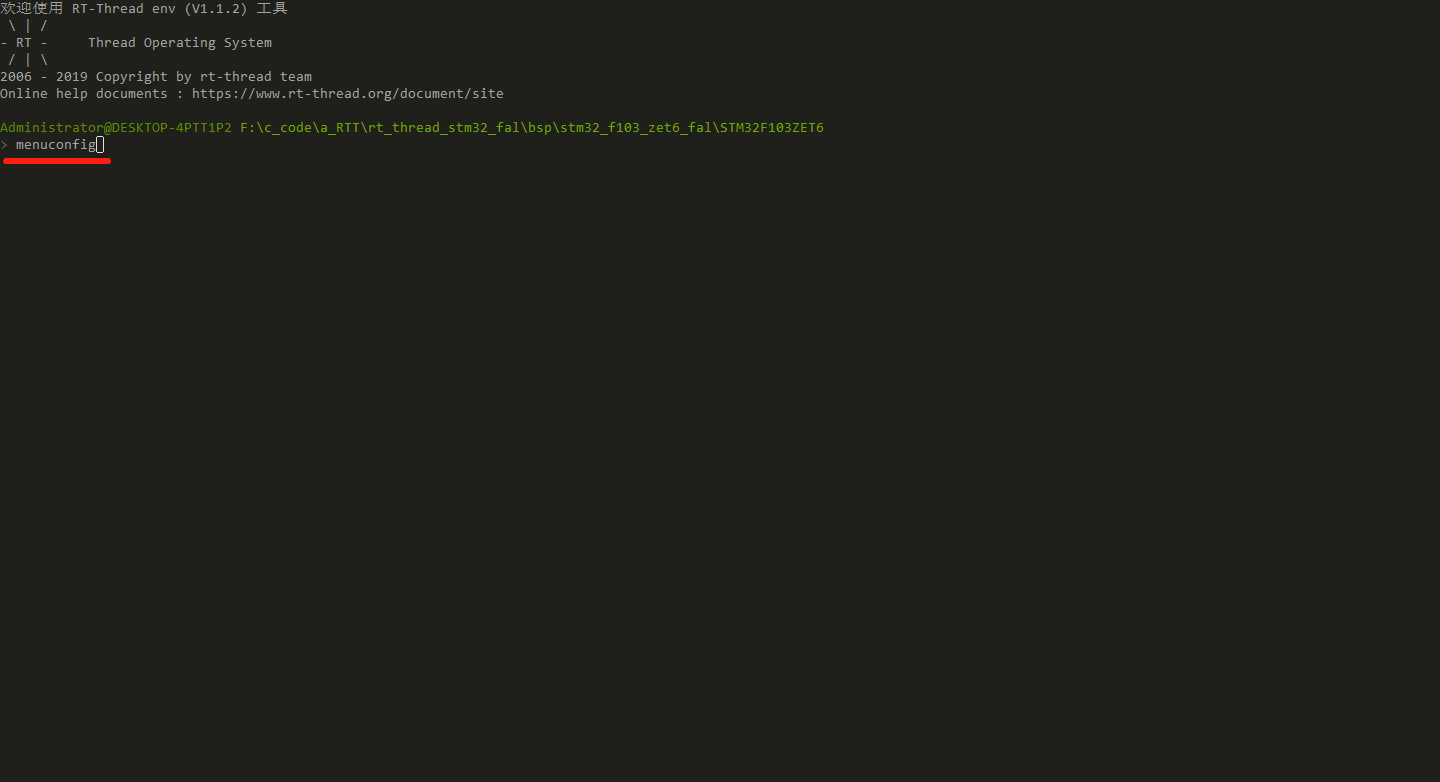 欢迎使用 RT-Thread env (V1.1.2) 工具
 \ | /
- RT -     Thread Operating System
 / | \
2006 - 2019 Copyright by rt-thread team
Online help documents : https://www.rt-thread.org/document/site
Administrator@DESKTOP-4PTT1P2 F:\c_code\a_RTT\rt_thread_stm32_fal\bsp\stm32_f103_zet6_fal\STM32F103ZET6
> menuconfig